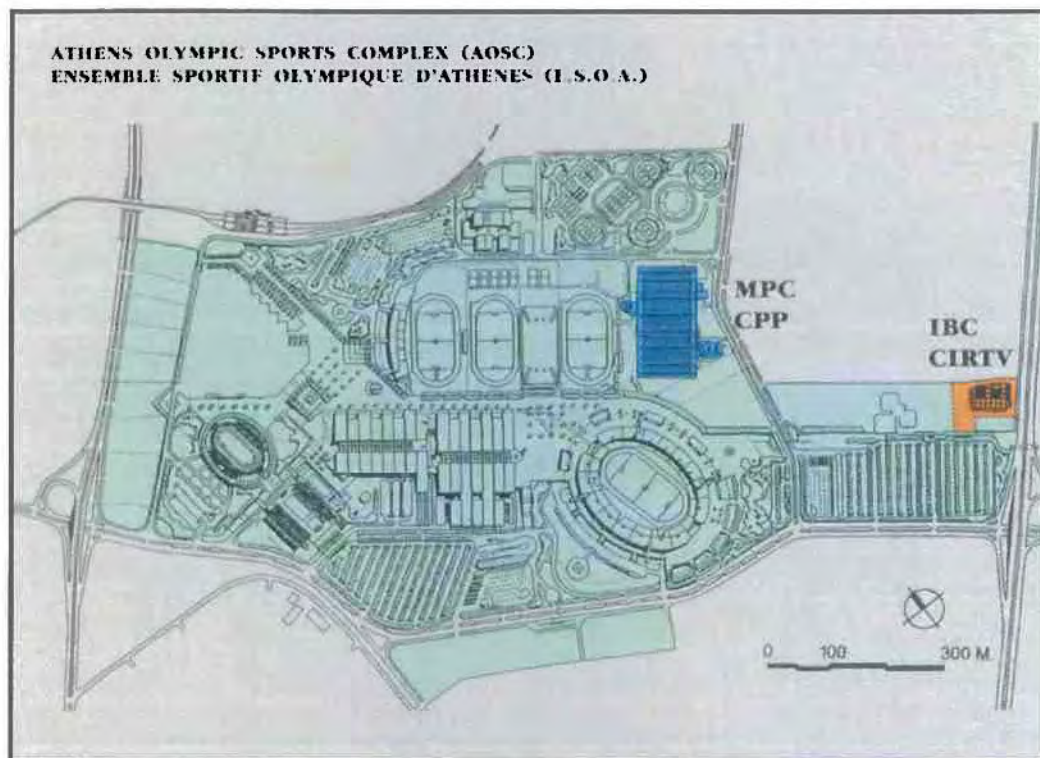 ATHENS OLYMPIC SPORTS COMPLEX (AOSC)
ENSEMBLE SPORTIF OLYMPIQUE D'ATHENES (E.S.O.A.)
MPC
CPP
IBC
CIRTV
0 100 300 M.